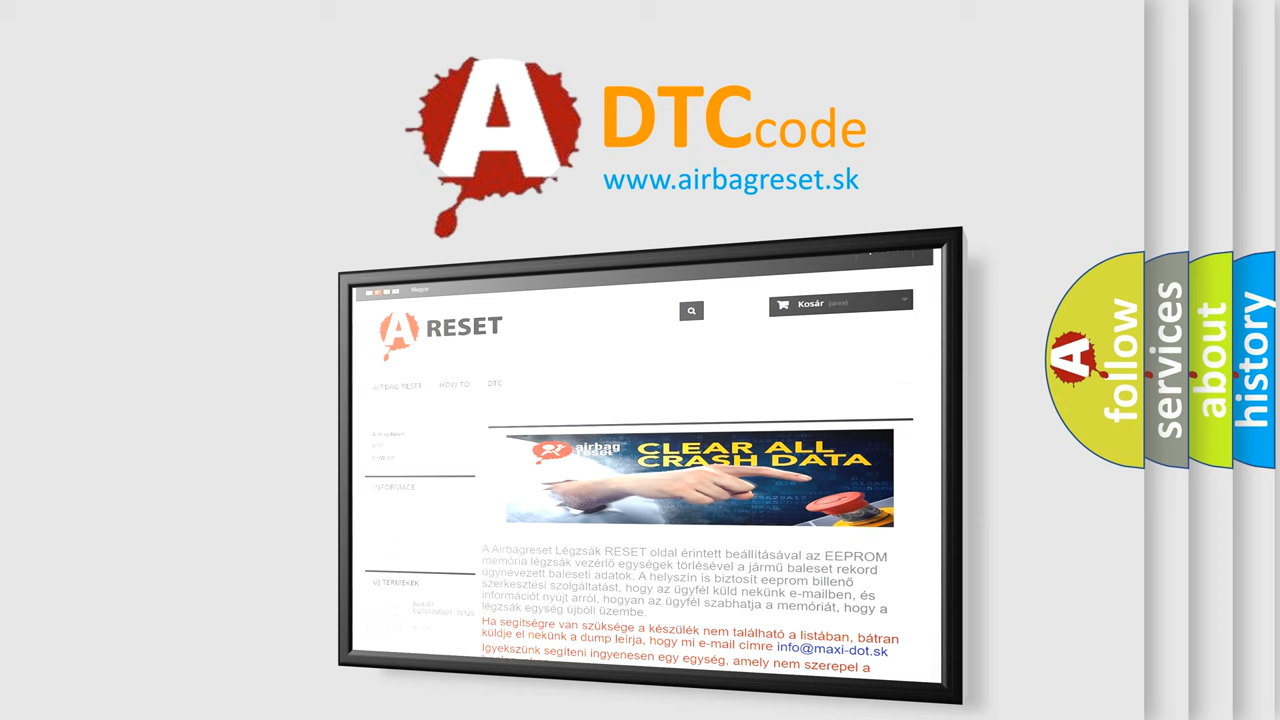 A
DTCcode
www.airbagreset.sk
Magyar
A RESET
Kosár (üres)
AIRBAG RESET HOW TO DTC
INFORMACE
airbag
reset
CLEAR ALL
CRASH DATA
ÚJ TERMÉKEK
A Airbagreset Légzsák RESET oldal érintett beállításával az EEPROM
memória légzsák vezérlő egységek törlésével a jármű baleset rekord
úgynevezett baleseti adatok. A helyszín is biztosít eeprom billenő
szerkesztési szolgáltatást, hogy az ügyfél küld nekünk e-mailben, és
információt nyújt arról, hogyan az ügyfél szabhatja a memóriát, hogy a
légzsák egység újbóli üzembe.
Ha segítségre van szüksége a készülék nem található a listában, bátran
küldje el nekünk a dump leírja, hogy mi e-mail címre info@maxi-dot.sk
Igyekszünk segíteni ingyenesen egy egység, amely nem szerepel a
A follow
services
about
history